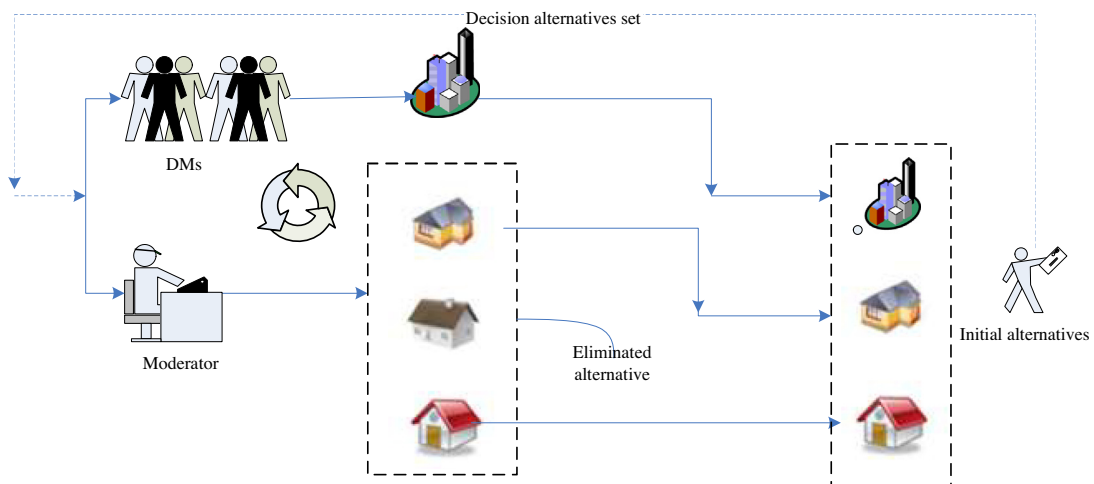 Decision alternatives set
DMs
Moderator
Eliminated
alternative
Initial alternatives